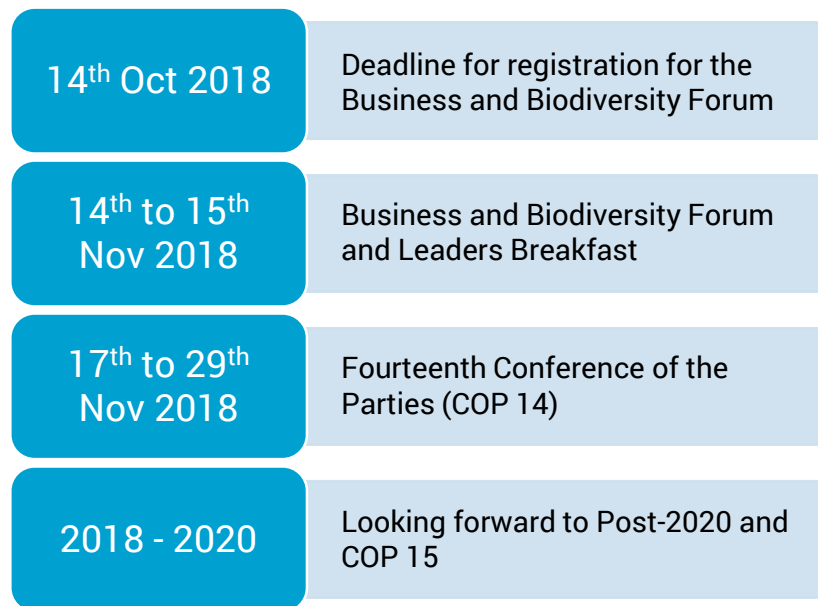 14th Oct 2018
Deadline for registration for the
Business and Biodiversity Forum
14th to 15th
Nov 2018
Business and Biodiversity Forum
and Leaders Breakfast
17th to 29th
Nov 2018
Fourteenth Conference of the
Parties (COP 14)
2018 - 2020
Looking forward to Post-2020 and
COP 15